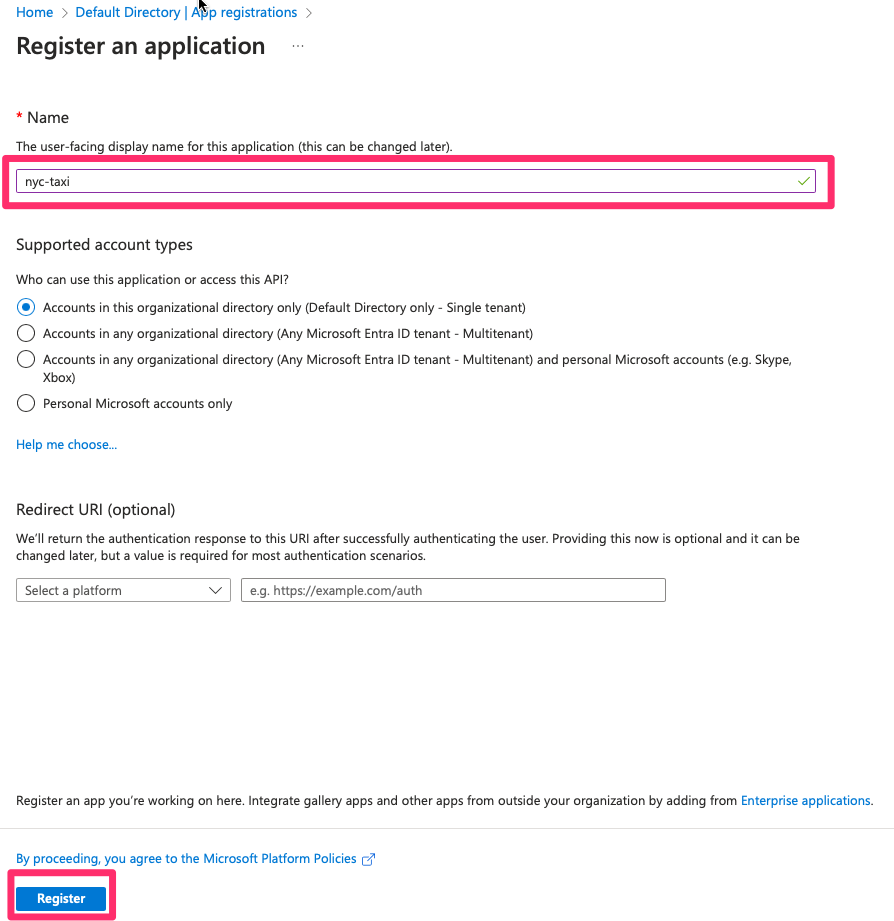 Home > Default Directory | App registrations >
Register an application ...
* Name
The user-facing display name for this application (this can be changed later).
nyc-taxi
Supported account types
Who can use this application or access this API?
Accounts in this organizational directory only (Default Directory only - Single tenant)
Accounts in any organizational directory (Any Microsoft Entra ID tenant - Multitenant)
Accounts in any organizational directory (Any Microsoft Entra ID tenant - Multitenant) and personal Microsoft accounts (e.g. Skype,
Xbox)
Personal Microsoft accounts only
Help me choose...
Redirect URI (optional)
We'll return the authentication response to this URI after successfully authenticating the user. Providing this now is optional and it can be
changed later, but a value is required for most authentication scenarios.
Select a platform
e.g. https://example.com/auth
Register an app you're working on here. Integrate gallery apps and other apps from outside your organization by adding from Enterprise applications.
By proceeding, you agree to the Microsoft Platform Policies
Register